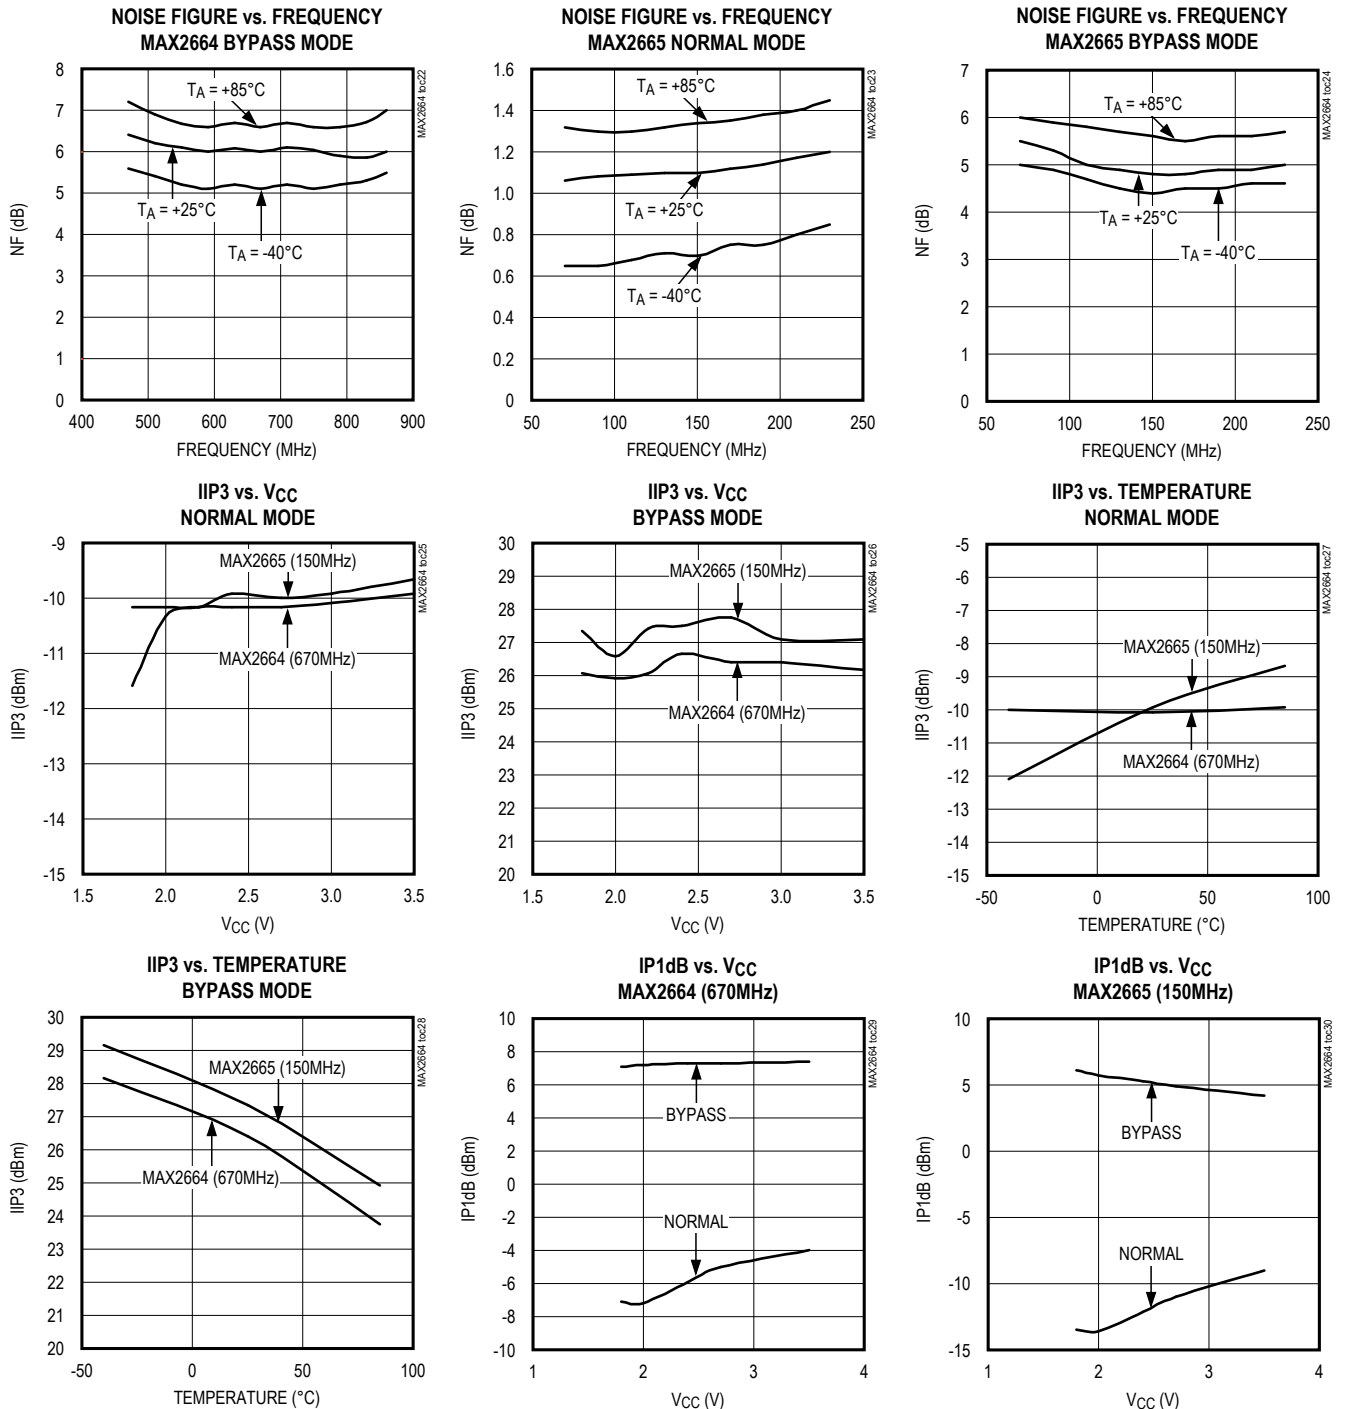 NOISE FIGURE vs. FREQUENCY
MAX2664 BYPASS MODE
8
7
6
5
4
3
2
1
0
NF (dB)
TA = +85°C
TA = +25°C
TA = -40°C
400
500
600
700
800
900
FREQUENCY (MHz)
MAX2664 toc22
NOISE FIGURE vs. FREQUENCY
MAX2665 NORMAL MODE
1.6
1.4
1.2
1.0
0.8
0.6
0.4
0.2
0
NF (dB)
TA = +85°C
TA = +25°C
TA = -40°C
50
100
150
200
250
FREQUENCY (MHz)
MAX2664 toc23
NOISE FIGURE vs. FREQUENCY
MAX2665 BYPASS MODE
7
6
5
4
3
2
1
0
NF (dB)
TA = +85°C
TA = +25°C
TA = -40°C
50
100
150
200
250
FREQUENCY (MHz)
MAX2664 toc24
IIP3 vs. VCC
NORMAL MODE
-9
-10
-11
-12
-13
-14
-15
IIP3 (dBm)
MAX2665 (150MHz)
MAX2664 (670MHz)
1.5
2.0
2.5
3.0
3.5
VCC (V)
MAX2664 toc25
IIP3 vs. VCC
BYPASS MODE
30
29
28
27
26
25
24
23
22
21
20
IIP3 (dBm)
MAX2665 (150MHz)
MAX2664 (670MHz)
1.5
2.0
2.5
3.0
3.5
VCC (V)
MAX2664 toc26
IIP3 vs. TEMPERATURE
NORMAL MODE
-5
-6
-7
-8
-9
-10
-11
-12
-13
-14
-15
IIP3 (dBm)
MAX2665 (150MHz)
MAX2664 (670MHz)
-50
0
50
100
TEMPERATURE (°C)
MAX2664 toc27
IIP3 vs. TEMPERATURE
BYPASS MODE
30
29
28
27
26
25
24
23
22
21
20
IIP3 (dBm)
MAX2665 (150MHz)
MAX2664 (670MHz)
-50
0
50
100
TEMPERATURE (°C)
MAX2664 toc28
IP1dB vs. VCC
MAX2664 (670MHz)
10
8
6
4
2
0
-2
-4
-6
-8
-10
IP1dB (dBm)
BYPASS
NORMAL
1
2
3
4
VCC (V)
MAX2664 toc29
IP1dB vs. VCC
MAX2665 (150MHz)
10
5
0
-5
-10
-15
IP1dB (dBm)
BYPASS
NORMAL
1
2
3
4
VCC (V)
MAX2664 toc30